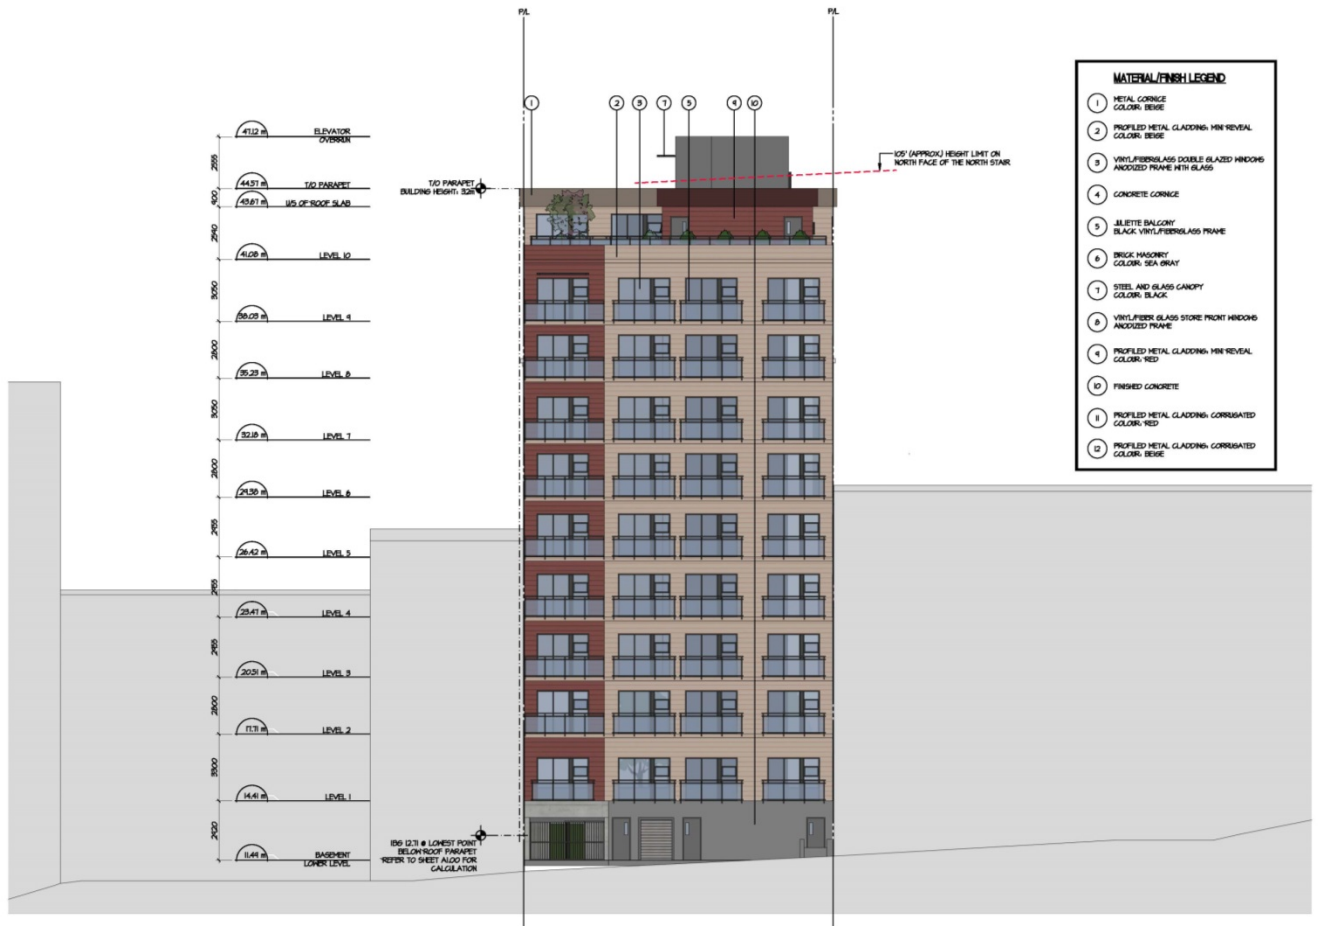 P/L
P/L
1
2
3
7
5
9
10
47.12 m
ELEVATOR
OVERRUN
2555
44.57 m
T/O PARAPET
400
U/S OF ROOF SLAB
2540
41.08 m
LEVEL 10
3050
38.03 m
LEVEL 9
2800
35.23 m
LEVEL 8
3050
32.18 m
LEVEL 7
2800
29.38 m
LEVEL 6
2955
26.42 m
LEVEL 5
2955
23.47 m
LEVEL 4
2955
20.51 m
LEVEL 3
2800
17.71 m
LEVEL 2
3300
14.41 m
LEVEL 1
11.49 m
BASEMENT
LOWER LEVEL
T/O PARAPET
BUILDING HEIGHT: 32m
105' (APPROX.) HEIGHT LIMIT ON
NORTH FACE OF THE NORTH STAIR
IBG 12.71 @ LOWEST POINT
BELOW ROOF PARAPET
REFER TO SHEET A1.00 FOR
CALCULATION
MATERIAL/FINISH LEGEND
1 METAL CORNICE
COLOUR: BEIGE
2 PROFILED METAL CLADDING: MINI REVEAL
COLOUR: BEIGE
3 VINYL/FIBERGLASS DOUBLE GLAZED WINDOWS
ANODIZED FRAME WITH GLASS
4 CONCRETE CORNICE
5 JULIETTE BALCONY
BLACK VINYL/FIBERGLASS FRAME
6 BRICK MASONRY
COLOUR: SEA GRAY
7 STEEL AND GLASS CANOPY
COLOUR: BLACK
8 VINYL/FIBER GLASS STORE FRONT WINDOWS
ANODIZED FRAME
9 PROFILED METAL CLADDING: MINI REVEAL
COLOUR: RED
10 FINISHED CONCRETE
11 PROFILED METAL CLADDING: CORRUGATED
COLOUR: RED
12 PROFILED METAL CLADDING: CORRUGATED
COLOUR: BEIGE